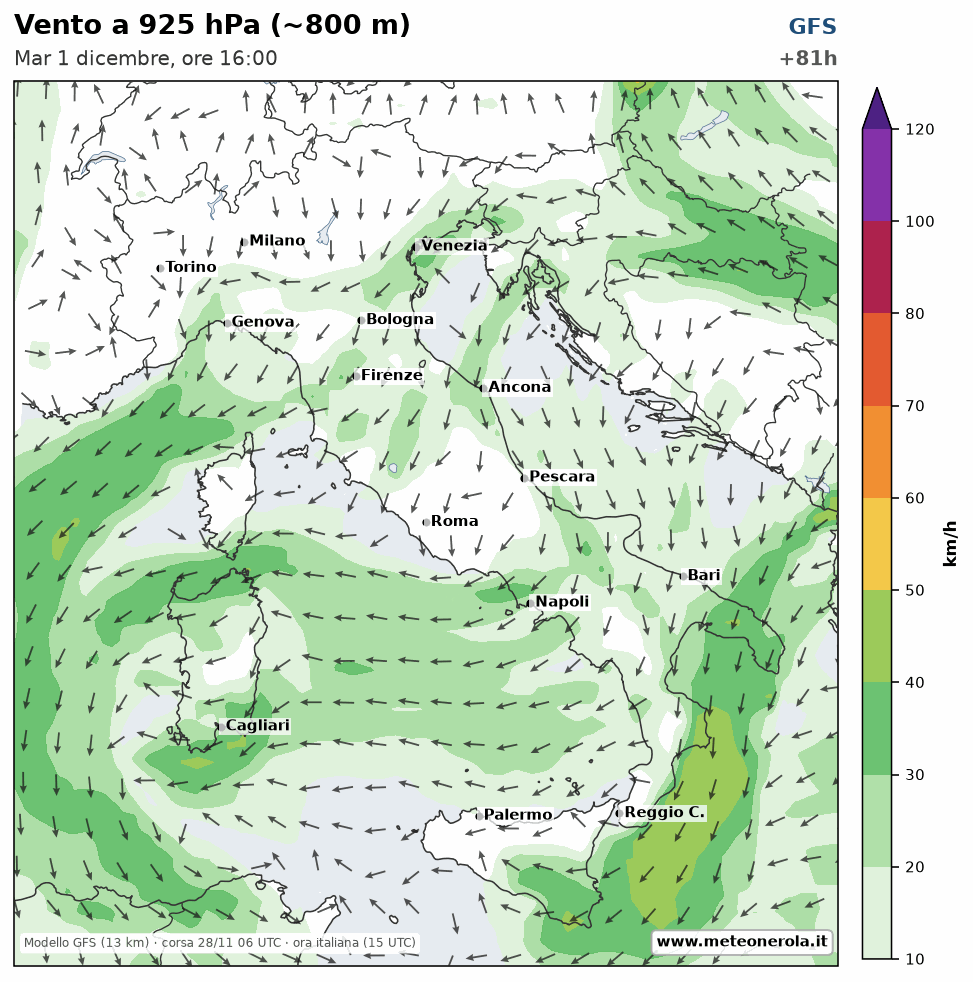 Vento a 925 hPa (~800 m)
GFS
Mar 1 dicembre, ore 16:00
+81h
Milano
Venezia
Torino
Genova
Bologna
Firenze
Ancona
Pescara
Roma
Bari
Napoli
Cagliari
Palermo
Reggio C.
120
100
80
70
60
50
40
30
20
10
km/h
Modello GFS (13 km) · corsa 28/11 06 UTC · ora italiana (15 UTC)
www.meteonerola.it